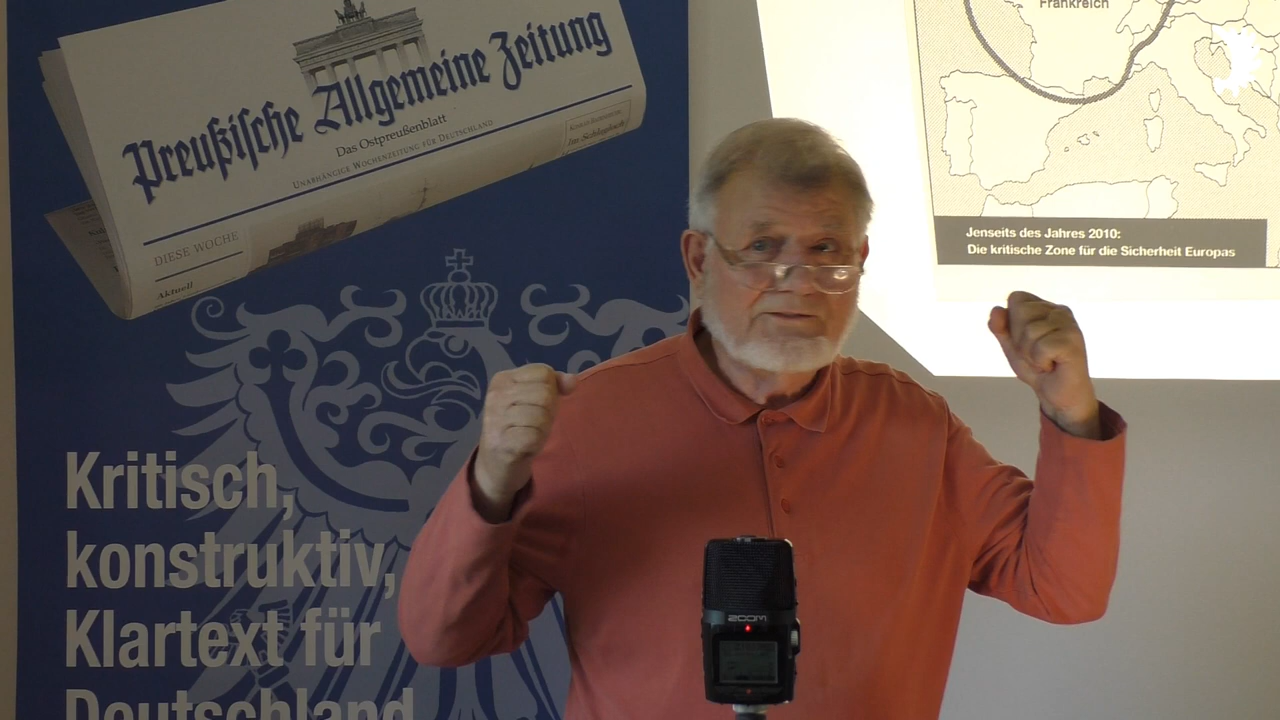 Preußische Allgemeine Zeitung
Das Ostpreußenblatt
Unabhängige Wochenzeitung für Deutschland
DIESE WOCHE
Aktuell
Kritisch,
konstruktiv,
Klartext für
Deutschland
Frankreich
Jenseits des Jahres 2010:
Die kritische Zone für die Sicherheit Europas
ZOOM